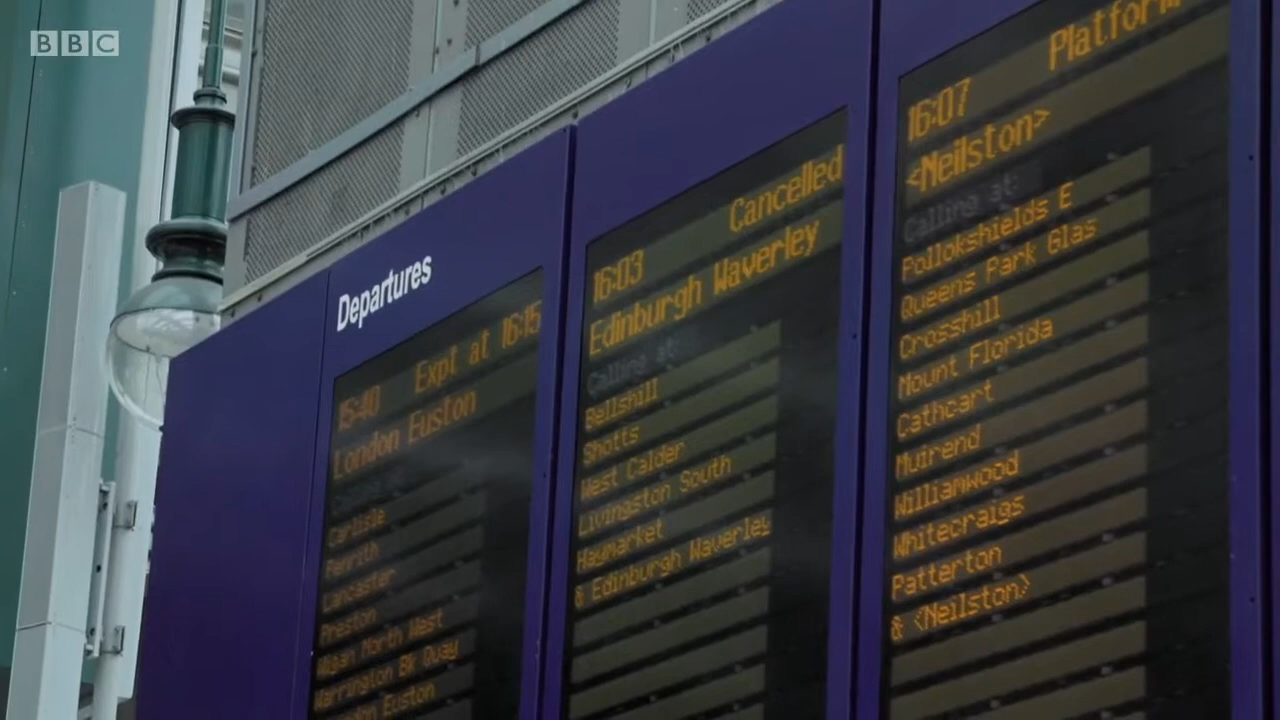 BBC
Departures
15:40 Expt at 16:15
London Euston
Carlisle
Penrith
Lancaster
Preston
Wigan North West
Warrington Bk Quay
London Euston
16:03 Cancelled
Edinburgh Waverley
Calling at:
Bellshill
Shotts
West Calder
Livingston South
Haymarket
& Edinburgh Waverley
16:07 Platform
<Neilston>
Calling at:
Pollokshields E
Queens Park Glas
Crosshill
Mount Florida
Cathcart
Muirend
Williamwood
Whitecraigs
Patterton
& <Neilston>